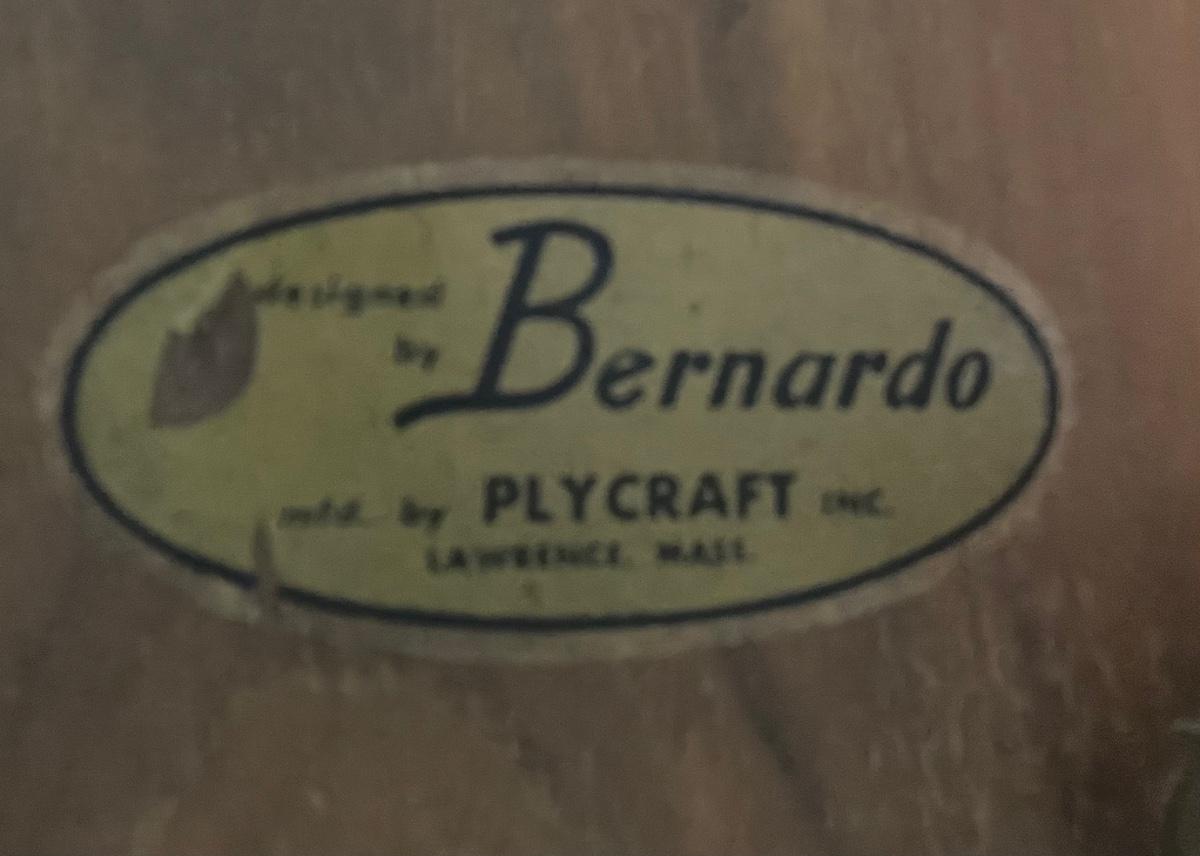 designed
by Bernardo
mfd. by PLYCRAFT INC.
LAWRENCE, MASS.